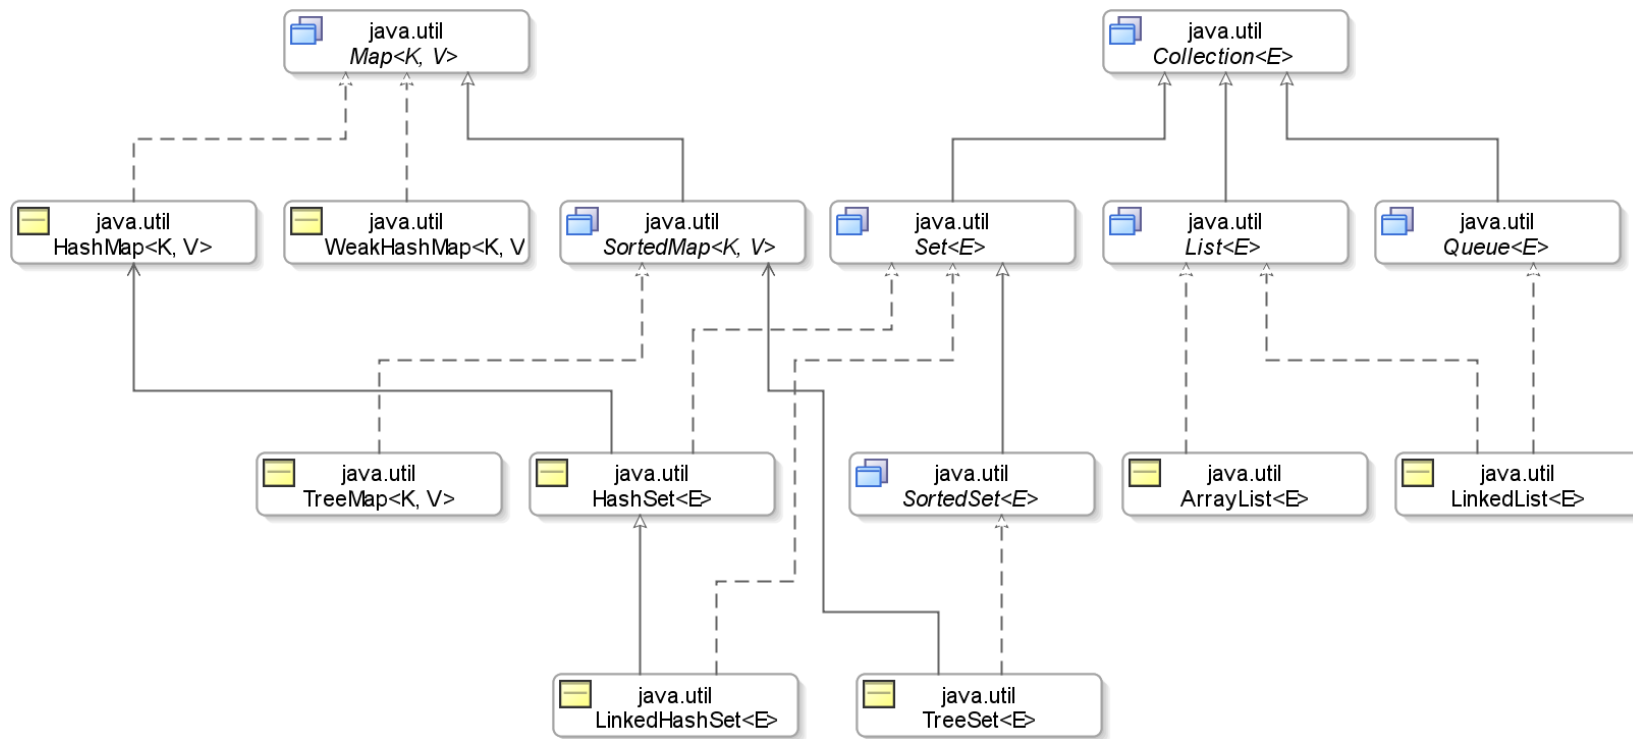 java.util
Map<K, V>
java.util
Collection<E>
java.util
HashMap<K, V>
java.util
WeakHashMap<K, V
java.util
SortedMap<K, V>
java.util
Set<E>
java.util
List<E>
java.util
Queue<E>
java.util
TreeMap<K, V>
java.util
HashSet<E>
java.util
SortedSet<E>
java.util
ArrayList<E>
java.util
LinkedList<E>
java.util
LinkedHashSet<E>
java.util
TreeSet<E>